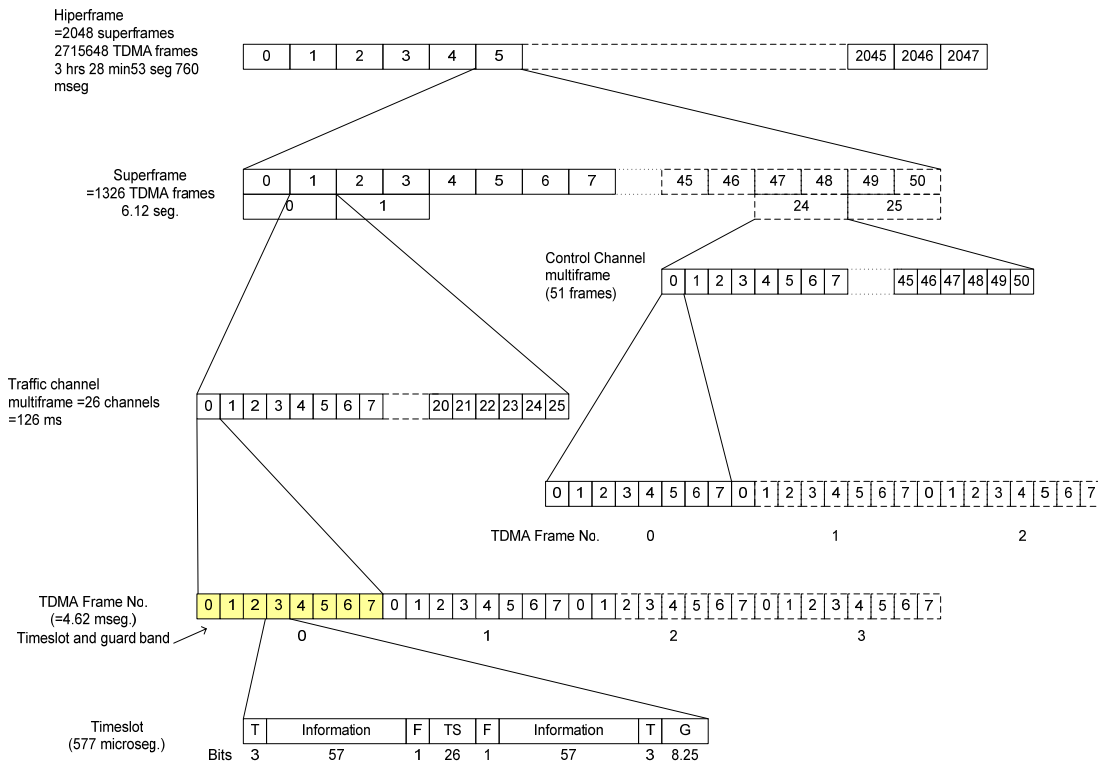 Hiperframe
=2048 superframes
2715648 TDMA frames
3 hrs 28 min53 seg 760
mseg
0 1 2 3 4 5 2045 2046 2047
Superframe
=1326 TDMA frames
6.12 seg.
0 1 2 3 4 5 6 7 45 46 47 48 49 50
0 1 24 25
Control Channel
multiframe
(51 frames)
0 1 2 3 4 5 6 7 45 46 47 48 49 50
Traffic channel
multiframe =26 channels
=126 ms
0 1 2 3 4 5 6 7 20 21 22 23 24 25
0 1 2 3 4 5 6 7 0 1 2 3 4 5 6 7 0 1 2 3 4 5 6 7
TDMA Frame No. 0 1 2
TDMA Frame No.
(=4.62 mseg.)
0 1 2 3 4 5 6 7 0 1 2 3 4 5 6 7 0 1 2 3 4 5 6 7 0 1 2 3 4 5 6 7
Timeslot and guard band
0 1 2 3
Timeslot
(577 microseg.)
T Information F TS F Information T G
Bits 3 57 1 26 1 57 3 8.25